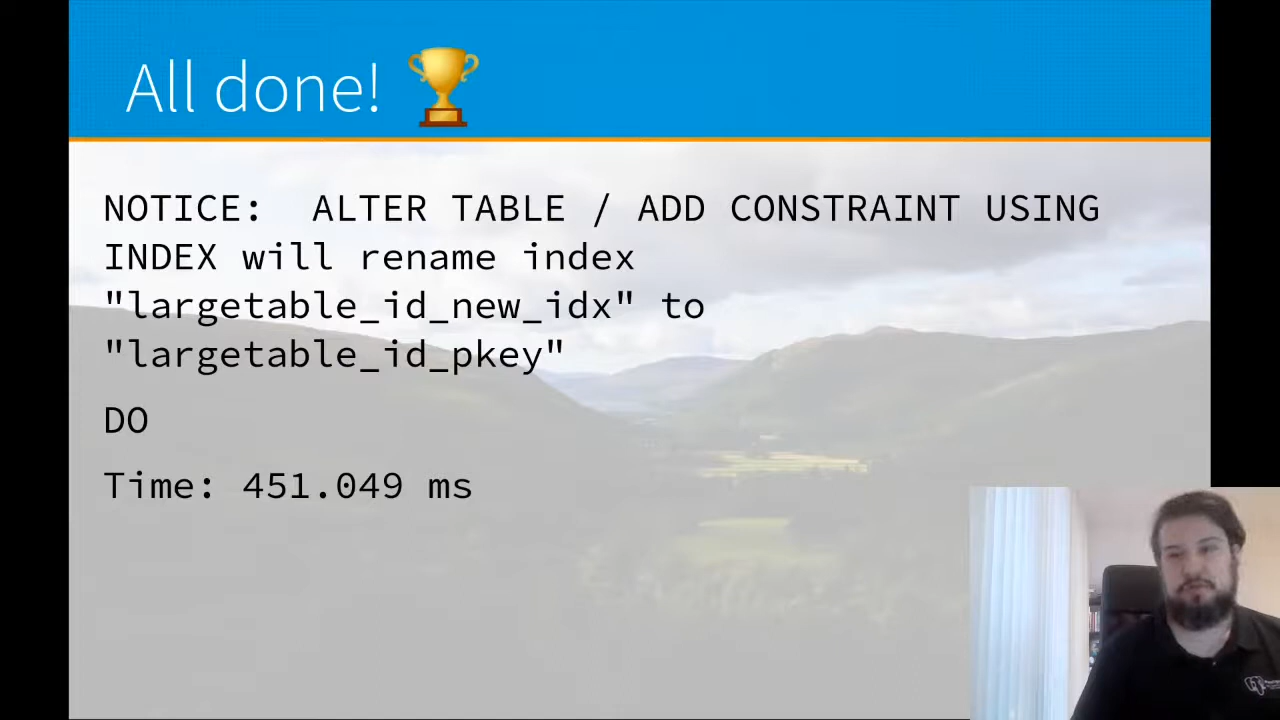 All done! 🏆
NOTICE:  ALTER TABLE / ADD CONSTRAINT USING
INDEX will rename index
"largetable_id_new_idx" to
"largetable_id_pkey"
DO
Time: 451.049 ms